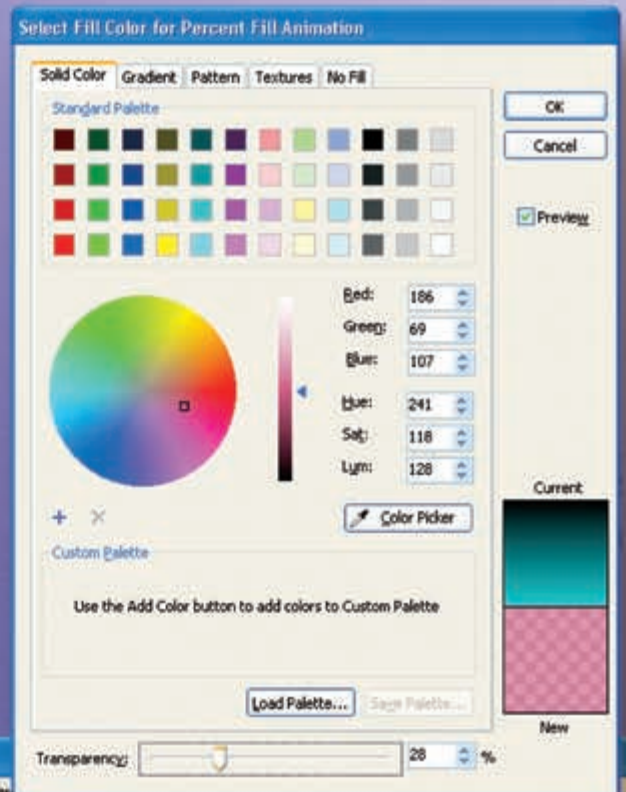 Select Fill Color for Percent Fill Animation
Solid Color Gradient Pattern Textures No Fill
Standard Palette
OK
Cancel
Preview
Red: 186
Green: 69
Blue: 107
Hue: 241
Sat: 118
Lum: 128
Color Picker
Current
Custom Palette
Use the Add Color button to add colors to Custom Palette
Load Palette... Save Palette...
New
Transparency: 28 %